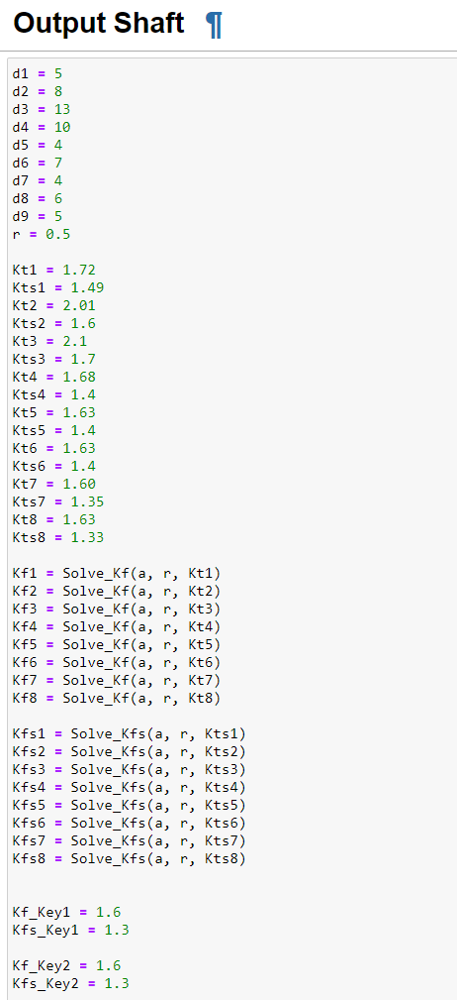 Output Shaft ¶
d1 = 5
d2 = 8
d3 = 13
d4 = 10
d5 = 4
d6 = 7
d7 = 4
d8 = 6
d9 = 5
r = 0.5
Kt1 = 1.72
Kts1 = 1.49
Kt2 = 2.01
Kts2 = 1.6
Kt3 = 2.1
Kts3 = 1.7
Kt4 = 1.68
Kts4 = 1.4
Kt5 = 1.63
Kts5 = 1.4
Kt6 = 1.63
Kts6 = 1.4
Kt7 = 1.60
Kts7 = 1.35
Kt8 = 1.63
Kts8 = 1.33
Kf1 = Solve_Kf(a, r, Kt1)
Kf2 = Solve_Kf(a, r, Kt2)
Kf3 = Solve_Kf(a, r, Kt3)
Kf4 = Solve_Kf(a, r, Kt4)
Kf5 = Solve_Kf(a, r, Kt5)
Kf6 = Solve_Kf(a, r, Kt6)
Kf7 = Solve_Kf(a, r, Kt7)
Kf8 = Solve_Kf(a, r, Kt8)
Kfs1 = Solve_Kfs(a, r, Kts1)
Kfs2 = Solve_Kfs(a, r, Kts2)
Kfs3 = Solve_Kfs(a, r, Kts3)
Kfs4 = Solve_Kfs(a, r, Kts4)
Kfs5 = Solve_Kfs(a, r, Kts5)
Kfs6 = Solve_Kfs(a, r, Kts6)
Kfs7 = Solve_Kfs(a, r, Kts7)
Kfs8 = Solve_Kfs(a, r, Kts8)
Kf_Key1 = 1.6
Kfs_Key1 = 1.3
Kf_Key2 = 1.6
Kfs_Key2 = 1.3